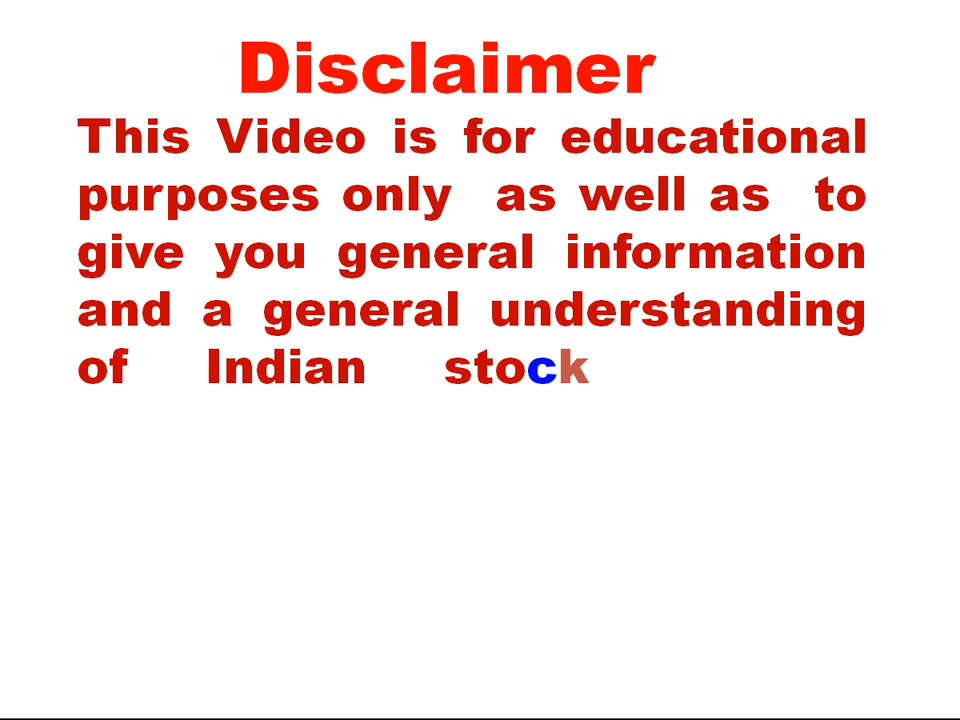 Disclaimer
This Video is for educational
purposes only as well as to
give you general information
and a general understanding
of Indian stock